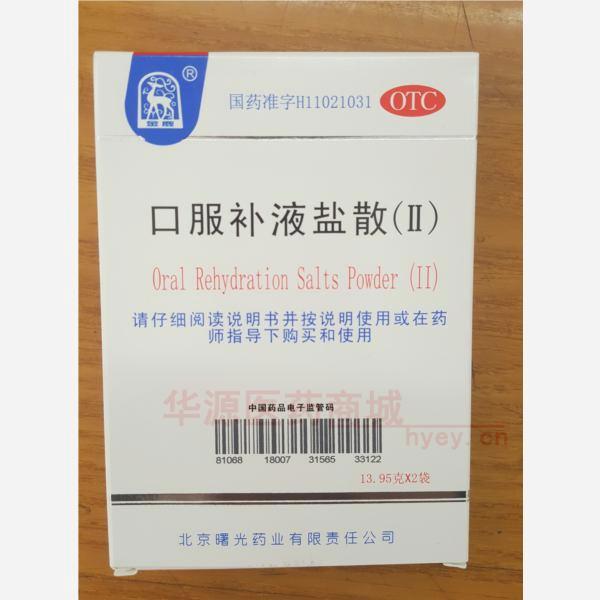 金鹿
®
国药准字H11021031
OTC
口服补液盐散(II)
Oral Rehydration Salts Powder (II)
请仔细阅读说明书并按说明使用或在药
师指导下购买和使用
华源医药商城
hyey.cn
中国药品电子监管码
81068 18007 31565 33122
13.95克X2袋
北京曙光药业有限责任公司